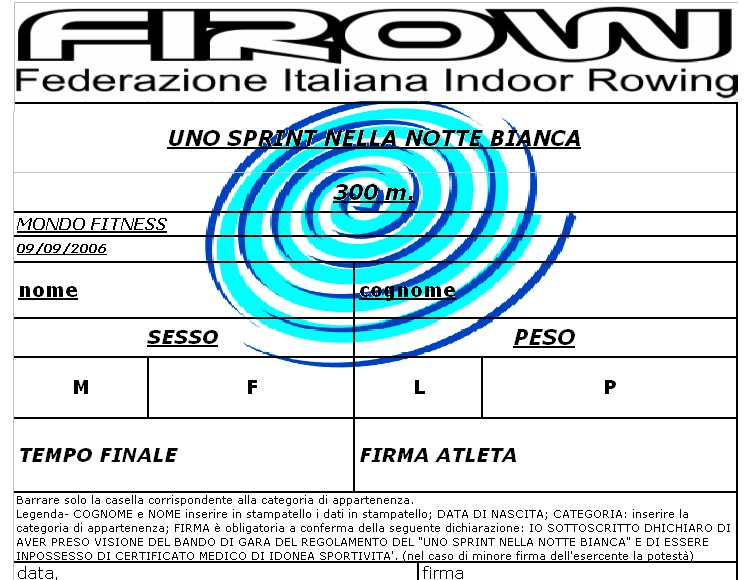 FIROW
Federazione Italiana Indoor Rowing
UNO SPRINT NELLA NOTTE BIANCA
300 m.
MONDO FITNESS
09/09/2006
nome cognome
SESSO PESO
M F L P
TEMPO FINALE FIRMA ATLETA
Barrare solo la casella corrispondente alla categoria di appartenenza.
Legenda- COGNOME e NOME inserire in stampatello i dati in stampatello; DATA DI NASCITA; CATEGORIA: inserire la
categoria di appartenenza; FIRMA è obligatoria a conferma della seguente dichiarazione: IO SOTTOSCRITTO DHICHIARO DI
AVER PRESO VISIONE DEL BANDO DI GARA DEL REGOLAMENTO DEL "UNO SPRINT NELLA NOTTE BIANCA" E DI ESSERE
INPOSSESSO DI CERTIFICATO MEDICO DI IDONEA SPORTIVITA'. (nel caso di minore firma dell'esercente la potestà)
data, firma